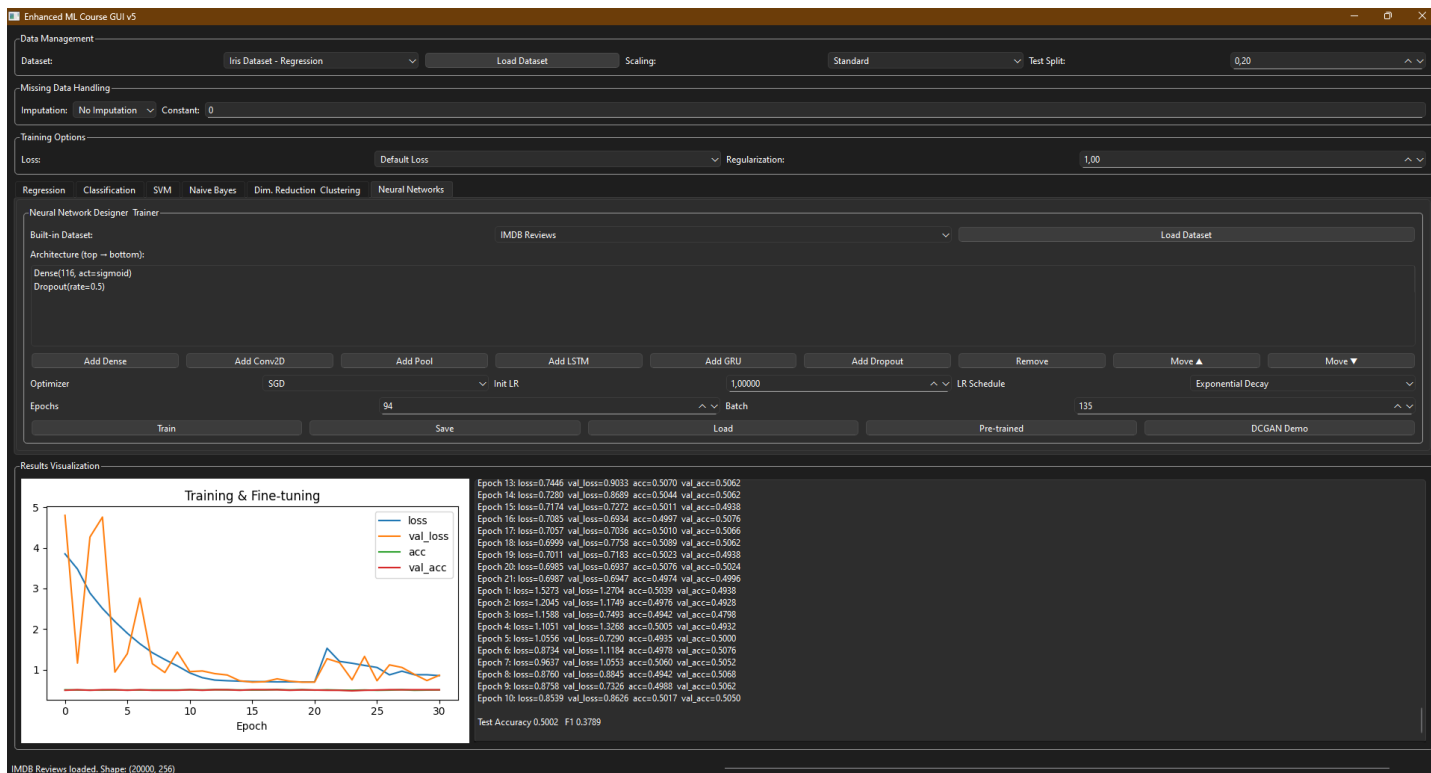 Enhanced ML Course GUI v5
Data Management
Dataset: Iris Dataset - Regression Load Dataset Scaling: Standard Test Split: 0,20
Missing Data Handling
Imputation: No Imputation Constant: 0
Training Options
Loss: Default Loss Regularization: 1,00
Regression Classification SVM Naive Bayes Dim. Reduction Clustering Neural Networks
Neural Network Designer Trainer
Built-in Dataset: IMDB Reviews Load Dataset
Architecture (top → bottom):
Dense(116, act=sigmoid)
Dropout(rate=0.5)
Add Dense Add Conv2D Add Pool Add LSTM Add GRU Add Dropout Remove Move ▲ Move ▼
Optimizer SGD Init LR 1,00000 LR Schedule Exponential Decay
Epochs 94 Batch 135
Train Save Load Pre-trained DCGAN Demo
Results Visualization
Training & Fine-tuning
loss
val_loss
acc
val_acc
5
4
3
2
1
0 5 10 15 20 25 30
Epoch
Epoch 13: loss=0.7446 val_loss=0.9033 acc=0.5070 val_acc=0.5062
Epoch 14: loss=0.7280 val_loss=0.8689 acc=0.5044 val_acc=0.5062
Epoch 15: loss=0.7174 val_loss=0.7272 acc=0.5011 val_acc=0.4938
Epoch 16: loss=0.7085 val_loss=0.6934 acc=0.4997 val_acc=0.5076
Epoch 17: loss=0.7057 val_loss=0.7036 acc=0.5010 val_acc=0.5066
Epoch 18: loss=0.6999 val_loss=0.7758 acc=0.5089 val_acc=0.5062
Epoch 19: loss=0.7011 val_loss=0.7183 acc=0.5023 val_acc=0.4938
Epoch 20: loss=0.6985 val_loss=0.6937 acc=0.5076 val_acc=0.5024
Epoch 21: loss=0.6987 val_loss=0.6947 acc=0.4974 val_acc=0.4996
Epoch 1: loss=1.5273 val_loss=1.2704 acc=0.5039 val_acc=0.4938
Epoch 2: loss=1.2045 val_loss=1.1749 acc=0.4976 val_acc=0.4928
Epoch 3: loss=1.1588 val_loss=0.7493 acc=0.4942 val_acc=0.4798
Epoch 4: loss=1.1051 val_loss=1.3268 acc=0.5005 val_acc=0.4932
Epoch 5: loss=1.0556 val_loss=0.7290 acc=0.4935 val_acc=0.5000
Epoch 6: loss=0.8734 val_loss=1.1184 acc=0.4978 val_acc=0.5076
Epoch 7: loss=0.9637 val_loss=1.0553 acc=0.5060 val_acc=0.5052
Epoch 8: loss=0.8760 val_loss=0.8845 acc=0.4942 val_acc=0.5068
Epoch 9: loss=0.8758 val_loss=0.7326 acc=0.4988 val_acc=0.5062
Epoch 10: loss=0.8539 val_loss=0.8626 acc=0.5017 val_acc=0.5050
Test Accuracy 0.5002 F1 0.3789
IMDB Reviews loaded. Shape: (20000, 256)